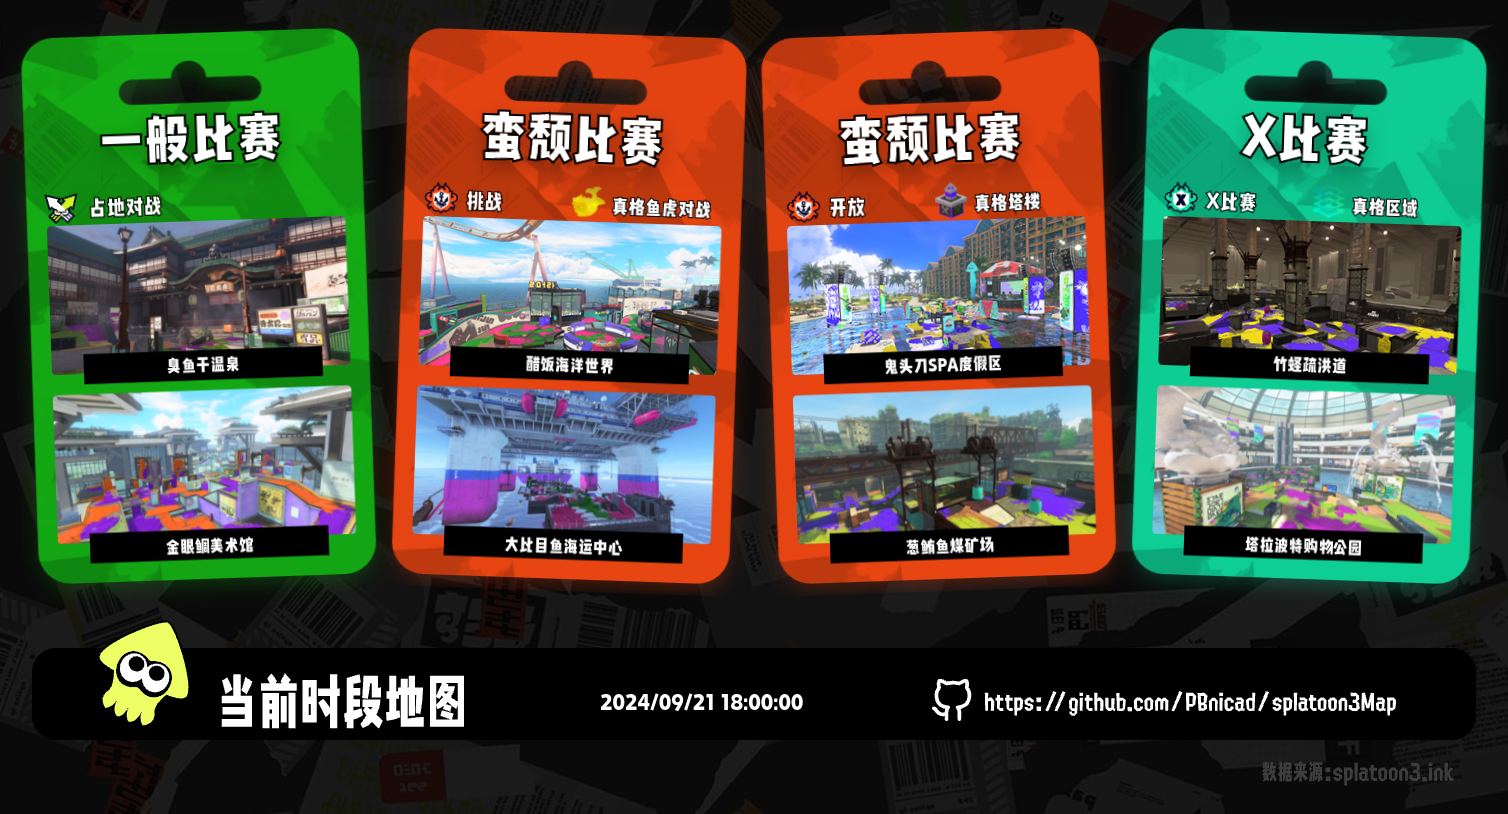 一般比赛
占地对战
臭鱼干温泉
金眼鲷美术馆
蛮颓比赛
挑战
真格鱼虎对战
醋饭海洋世界
大比目鱼海运中心
蛮颓比赛
开放
真格塔楼
鬼头刀SPA度假区
葱鲔鱼煤矿场
X比赛
X比赛
真格区域
竹蛏疏洪道
塔拉波特购物公园
当前时段地图
2024/09/21 18:00:00
https://github.com/PBnicad/splatoon3Map
数据来源:splatoon3.ink